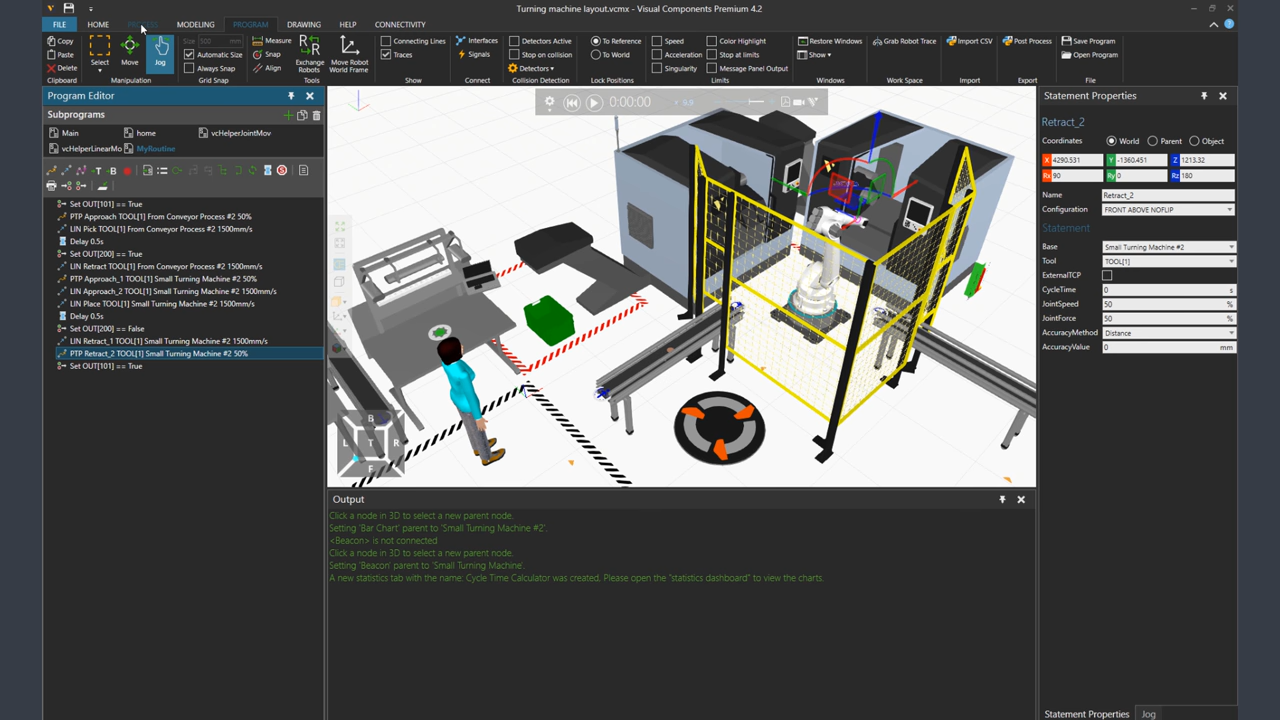 Turning machine layout.vcmx - Visual Components Premium 4.2
FILE HOME PROCESS MODELING PROGRAM DRAWING HELP CONNECTIVITY
Copy
Paste
Delete
Clipboard
Select
Move
Jog
Manipulation
Size 500 mm
Automatic Size
Always Snap
Grid Snap
Measure
Snap
Align
Exchange Robots
Move Robot World Frame
Tools
Connecting Lines
Traces
Show
Interfaces
Signals
Connect
Detectors Active
Stop on collision
Detectors
Collision Detection
To Reference
To World
Lock Positions
Speed
Acceleration
Singularity
Color Highlight
Stop at limits
Message Panel Output
Limits
Restore Windows
Show
Windows
Grab Robot Trace
Work Space
Import CSV
Import
Post Process
Export
Save Program
Open Program
File
Program Editor
Subprograms
Main home vcHelperJointMov
vcHelperLinearMo MyRoutine
Set OUT[101] == True
PTP Approach TOOL[1] From Conveyor Process #2 50%
LIN Pick TOOL[1] From Conveyor Process #2 1500mm/s
Delay 0.5s
Set OUT[200] == True
LIN Retract TOOL[1] From Conveyor Process #2 1500mm/s
PTP Approach_1 TOOL[1] Small Turning Machine #2 50%
LIN Approach_2 TOOL[1] Small Turning Machine #2 1500mm/s
LIN Place TOOL[1] Small Turning Machine #2 1500mm/s
Delay 0.5s
Set OUT[200] == False
LIN Retract_1 TOOL[1] Small Turning Machine #2 1500mm/s
PTP Retract_2 TOOL[1] Small Turning Machine #2 50%
Set OUT[101] == True
0:00:00
B
L T R
F
Output
Click a node in 3D to select a new parent node.
Setting 'Bar Chart' parent to 'Small Turning Machine #2'.
<Beacon> is not connected
Click a node in 3D to select a new parent node.
Setting 'Beacon' parent to 'Small Turning Machine'.
A new statistics tab with the name: Cycle Time Calculator was created, Please open the "statistics dashboard" to view the charts.
Statement Properties
Retract_2
Coordinates World Parent Object
X 4290.531 Y -1360.451 Z 1213.32
Rx 90 Ry 0 Rz 180
Name Retract_2
Configuration FRONT ABOVE NOFLIP
Statement
Base Small Turning Machine #2
Tool TOOL[1]
ExternalTCP
CycleTime 0 s
JointSpeed 50 %
JointForce 50 %
AccuracyMethod Distance
AccuracyValue 0 mm
Statement Properties Jog